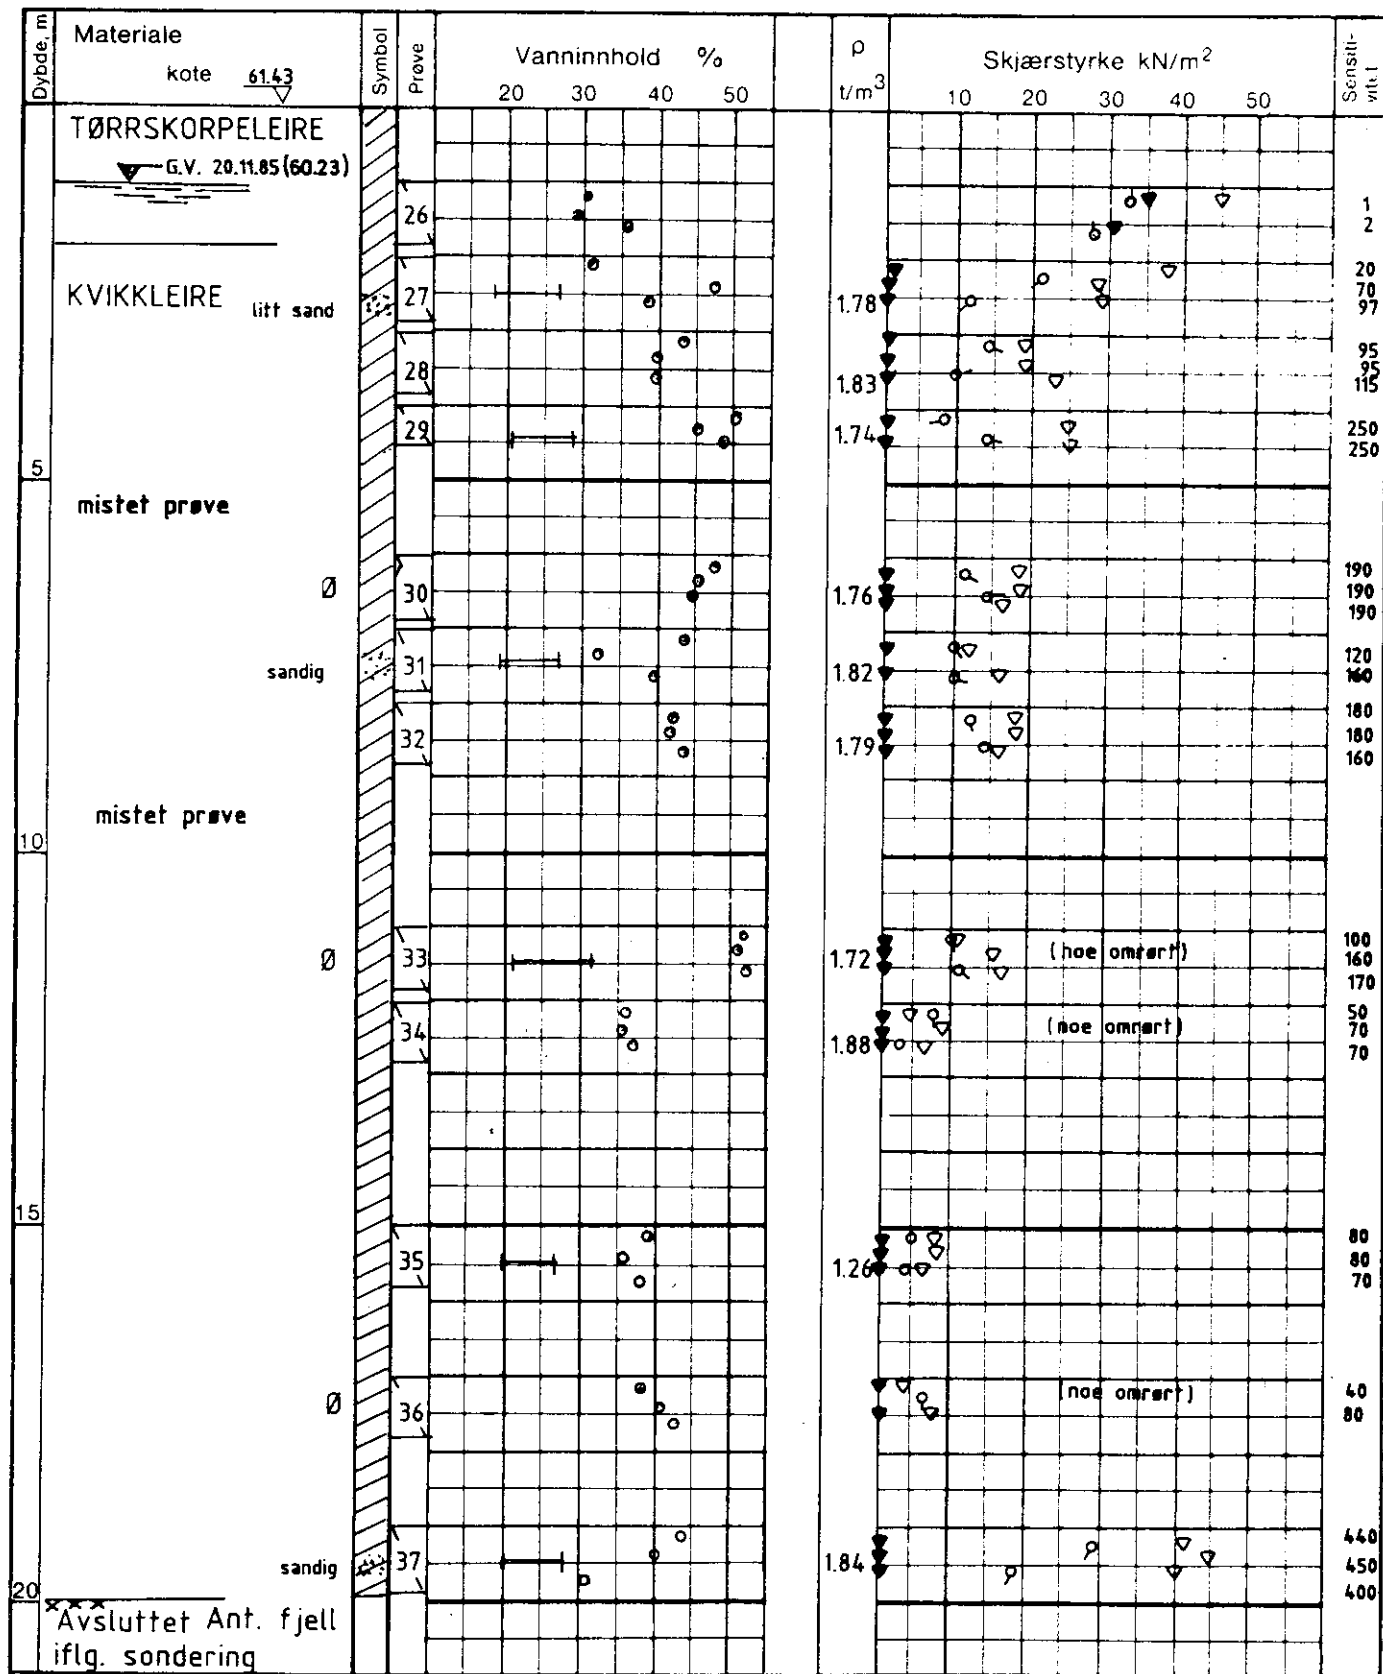 Dybde, m
Materiale
kote 61.43
Symbol
Prøve
Vanninnhold %
20 30 40 50
ρ
t/m³
Skjærstyrke kN/m²
10 20 30 40 50
Sensiti-
vitet
TØRRSKORPELEIRE
G.V. 20.11.85 (60.23)
26
1
2
KVIKKLEIRE litt sand
27
1.78
20
70
97
28
1.83
95
95
115
29
1.74
250
250
5
mistet prøve
Ø
30
1.76
190
190
190
sandig
31
1.82
120
160
32
1.79
180
180
160
mistet prøve
10
Ø
33
1.72
(noe omrørt)
100
160
170
34
1.88
(noe omrørt)
50
70
70
15
35
1.26
80
80
70
Ø
36
(noe omrørt)
40
80
sandig
37
1.84
440
450
400
20
Avsluttet Ant. fjell
iflg. sondering